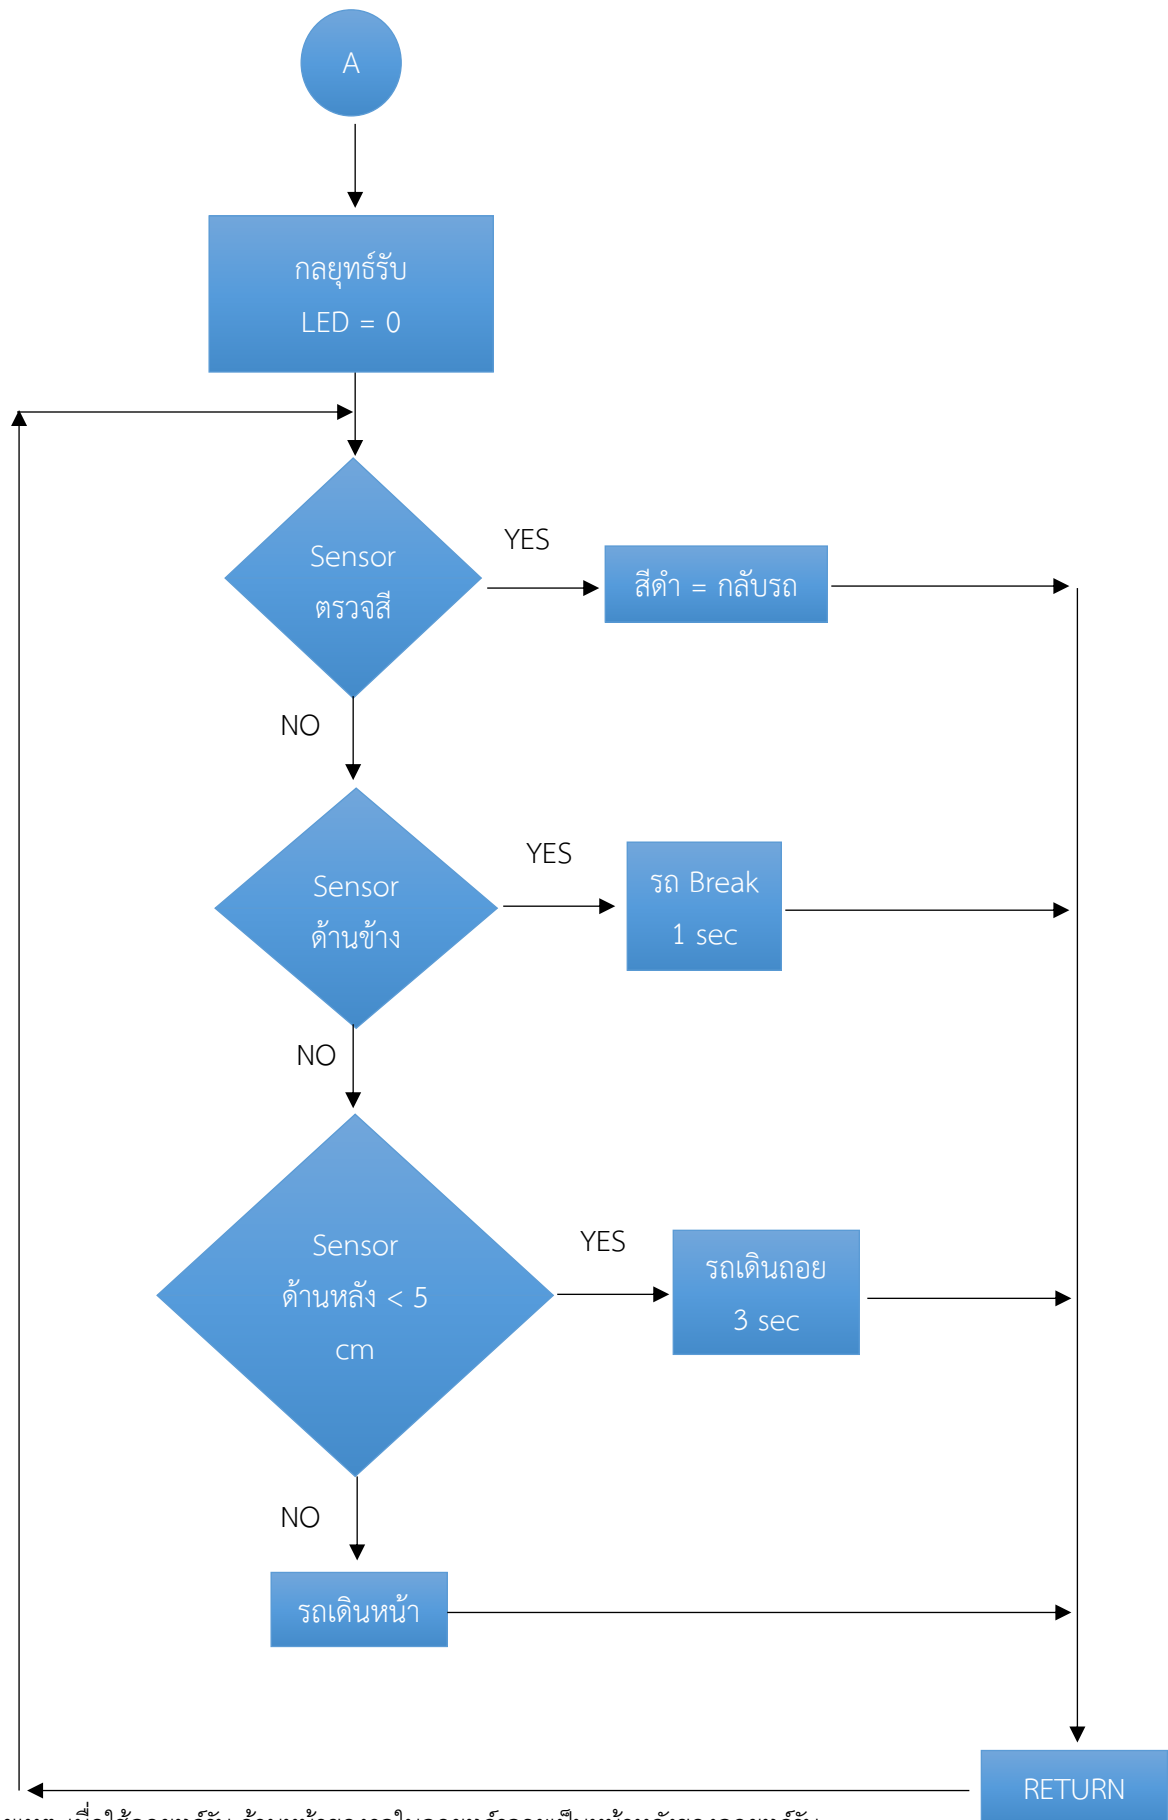 A
กลยุทธ์รับ
LED = 0
Sensor
ตรวจสี
YES
สีดำ = กลับรถ
NO
Sensor
ด้านข้าง
YES
รถ Break
1 sec
NO
Sensor
ด้านหลัง < 5
cm
YES
รถเดินถอย
3 sec
NO
รถเดินหน้า
RETURN